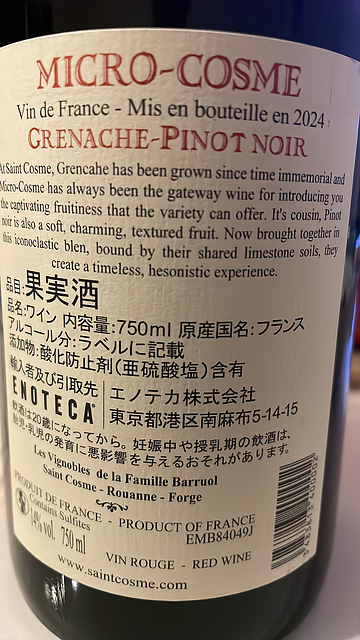 MICRO-COSME
Vin de France - Mis en bouteille en 2024
GRENACHE-PINOT NOIR
At Saint Cosme, Grencahe has been grown since time immemorial and
Micro-Cosme has always been the gateway wine for introducing you
the captivating fruitiness that the variety can offer. It's cousin, Pinot
noir is also a soft, charming, textured fruit. Now brought together in
this iconoclastic blen, bound by their shared limestone soils, they
create a timeless, hesonistic experience.
品目:果実酒
品名:ワイン 内容量:750ml 原産国名:フランス
アルコール分:ラベルに記載
添加物:酸化防止剤(亜硫酸塩)含有
輸入者及び引取先
ENOTECA
エノテカ株式会社
東京都港区南麻布5-14-15
飲酒は20歳になってから。妊娠中や授乳期の飲酒は、
胎児・乳児の発育に悪影響を与えるおそれがあります。
Les Vignobles de la Famille Barruol
Saint Cosme - Rouanne - Forge
PRODUIT DE FRANCE - PRODUCT OF FRANCE
Contains Sulfites
EMB84049J
14% vol. 750 ml
VIN ROUGE - RED WINE
www.saintcosme.com